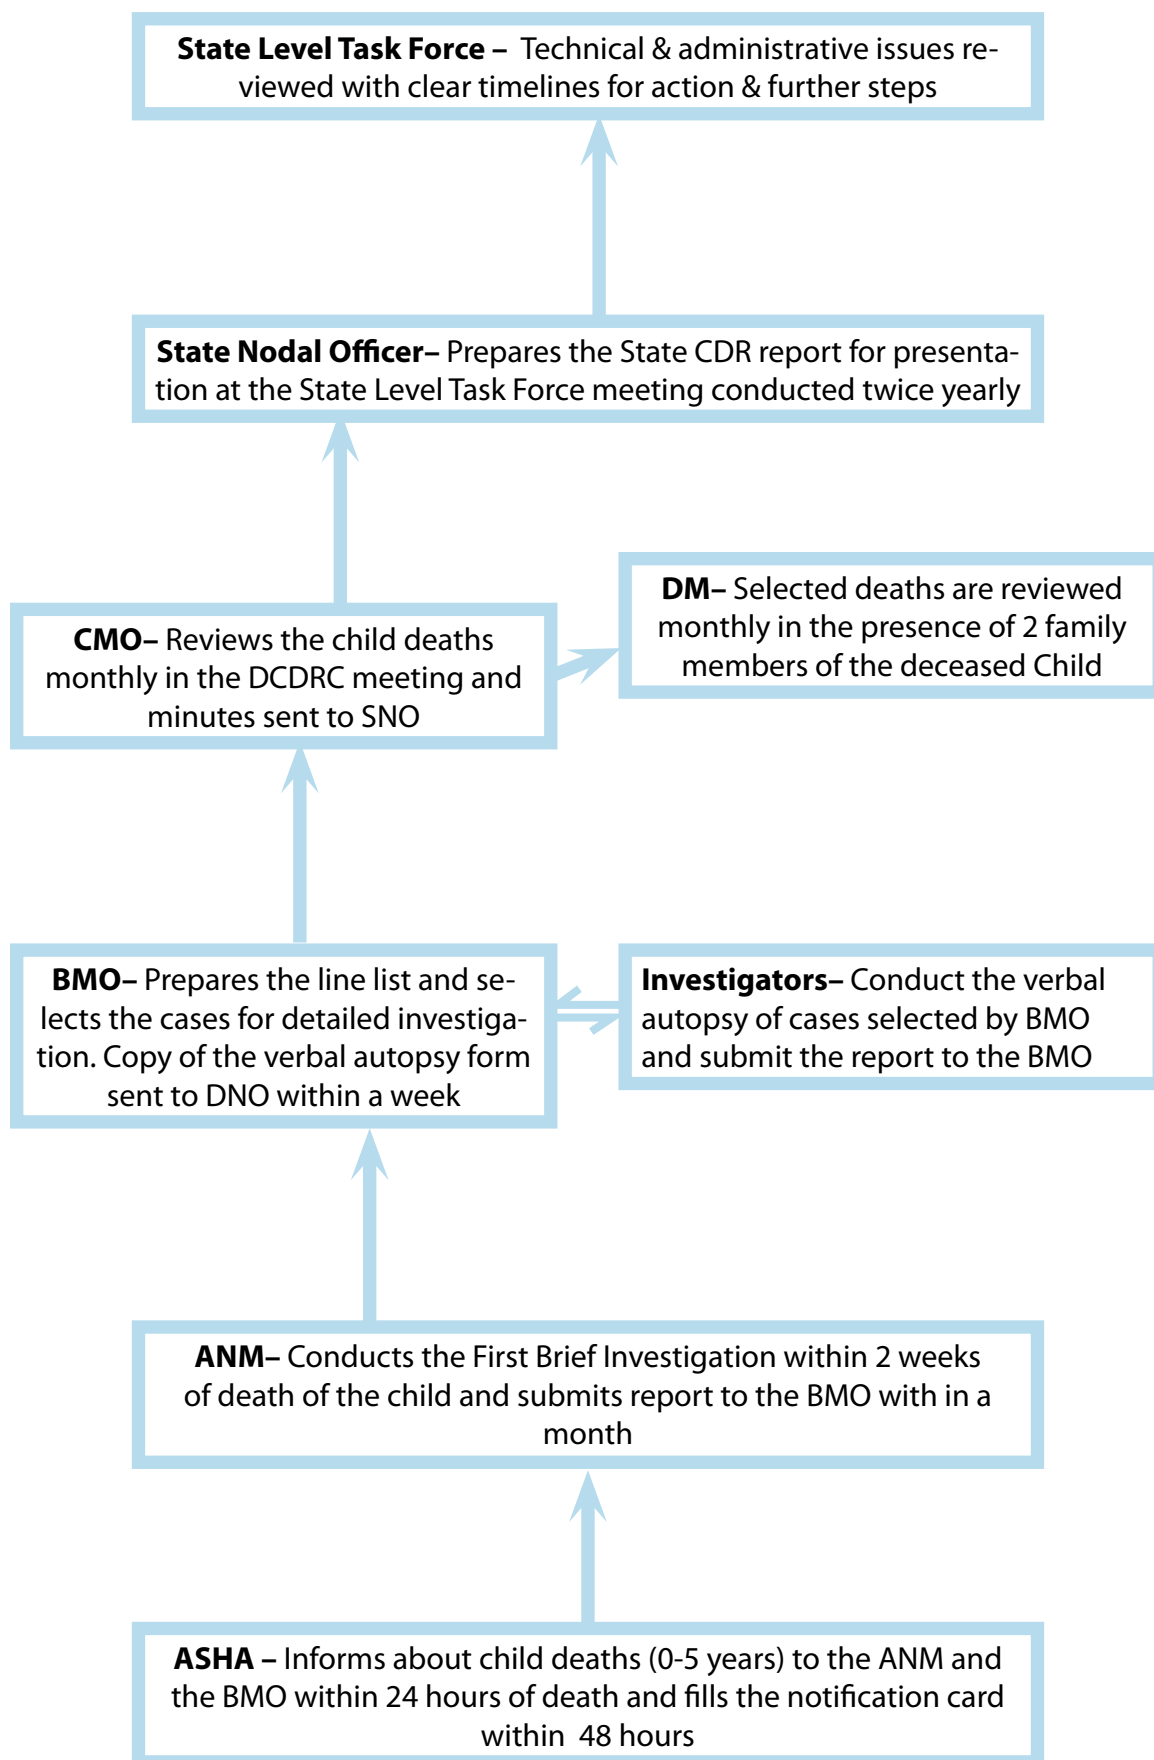 State Level Task Force –  Technical & administrative issues re-
viewed with clear timelines for action & further steps
State Nodal Officer– Prepares the State CDR report for presenta-
tion at the State Level Task Force meeting conducted twice yearly
DM– Selected deaths are reviewed
monthly in the presence of 2 family
members of the deceased Child
CMO– Reviews the child deaths
monthly in the DCDRC meeting and
minutes sent to SNO
BMO– Prepares the line list and se-
lects the cases for detailed investiga-
tion. Copy of the verbal autopsy form
sent to DNO within a week
Investigators– Conduct the verbal
autopsy of cases selected by BMO
and submit the report to the BMO
ANM– Conducts the First Brief Investigation within 2 weeks
of death of the child and submits report to the BMO with in a
month
ASHA – Informs about child deaths (0-5 years) to the ANM and
the BMO within 24 hours of death and fills the notification card
within  48 hours